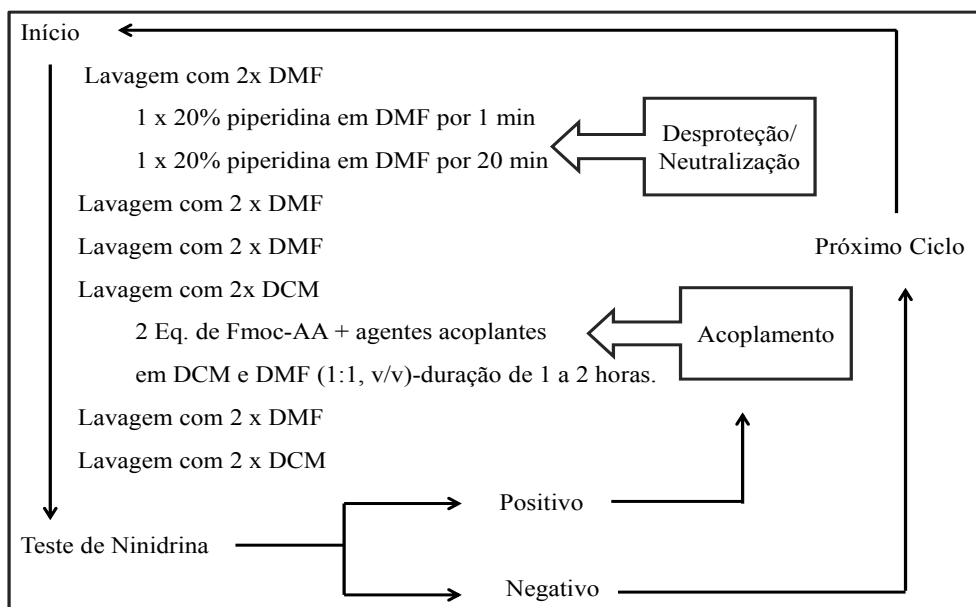 Início
Lavagem com 2x DMF
1 x 20% piperidina em DMF por 1 min
1 x 20% piperidina em DMF por 20 min
Desproteção/
Neutralização
Lavagem com 2 x DMF
Lavagem com 2 x DMF
Próximo Ciclo
Lavagem com 2x DCM
2 Eq. de Fmoc-AA + agentes acoplantes
em DCM e DMF (1:1, v/v)-duração de 1 a 2 horas.
Acoplamento
Lavagem com 2 x DMF
Lavagem com 2 x DCM
Positivo
Teste de Ninidrina
Negativo